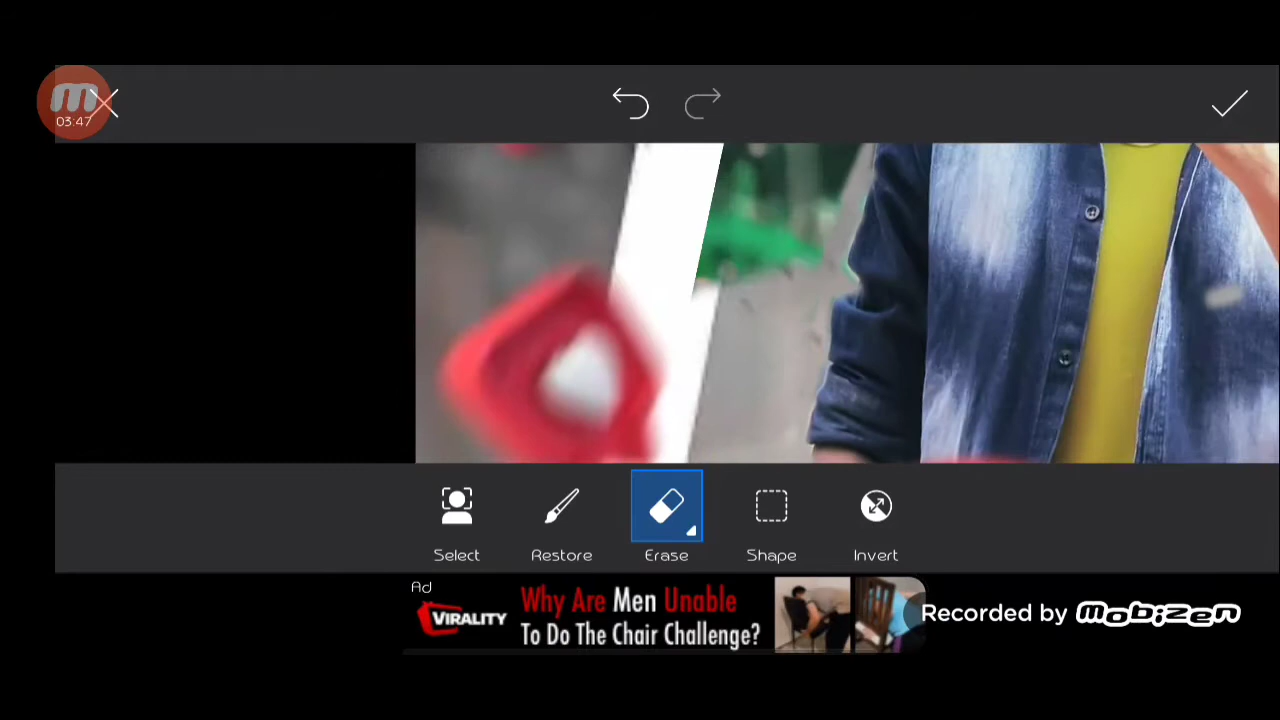 03:47
Select
Restore
Erase
Shape
Invert
Ad
VIRALITY
Why Are Men Unable
To Do The Chair Challenge?
Recorded by mobizen